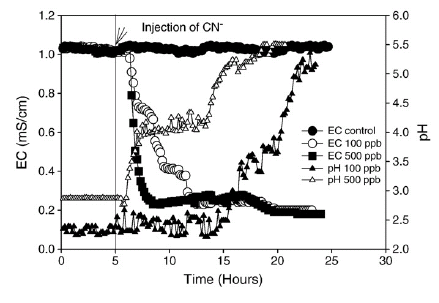 Injection of CN⁻
1.2
1.0
0.8
0.6
0.4
0.2
0.0
EC (mS/cm)
6.0
5.5
5.0
4.5
4.0
3.5
3.0
2.5
2.0
pH
EC control
EC 100 ppb
EC 500 ppb
pH 100 ppb
pH 500 ppb
0 5 10 15 20 25 30
Time (Hours)